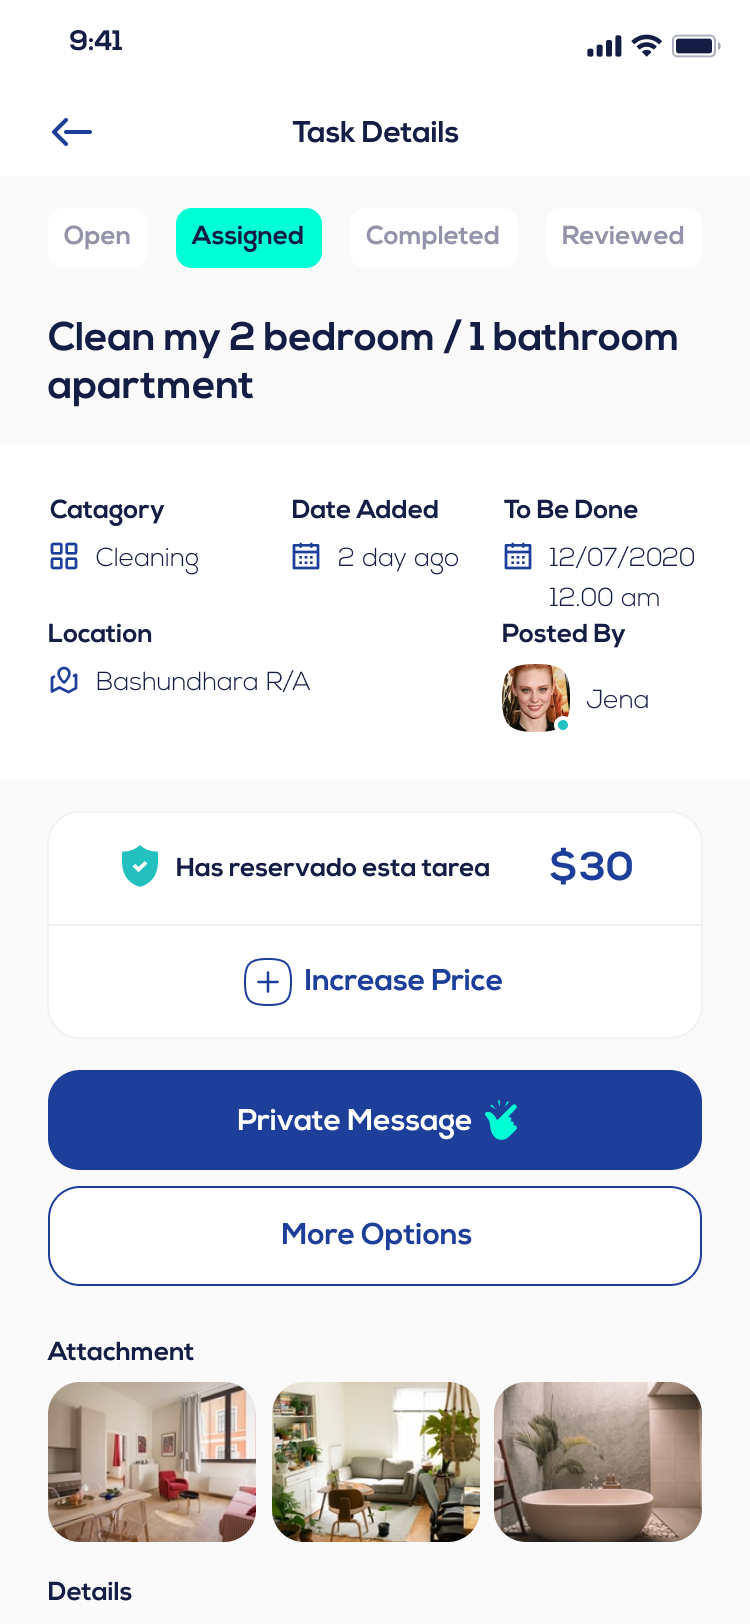 9:41
Task Details
Open Assigned Completed Reviewed
Clean my 2 bedroom / 1 bathroom
apartment
Catagory Date Added To Be Done
Cleaning 2 day ago 12/07/2020
12.00 am
Location Posted By
Bashundhara R/A Jena
Has reservado esta tarea $30
Increase Price
Private Message
More Options
Attachment
Details